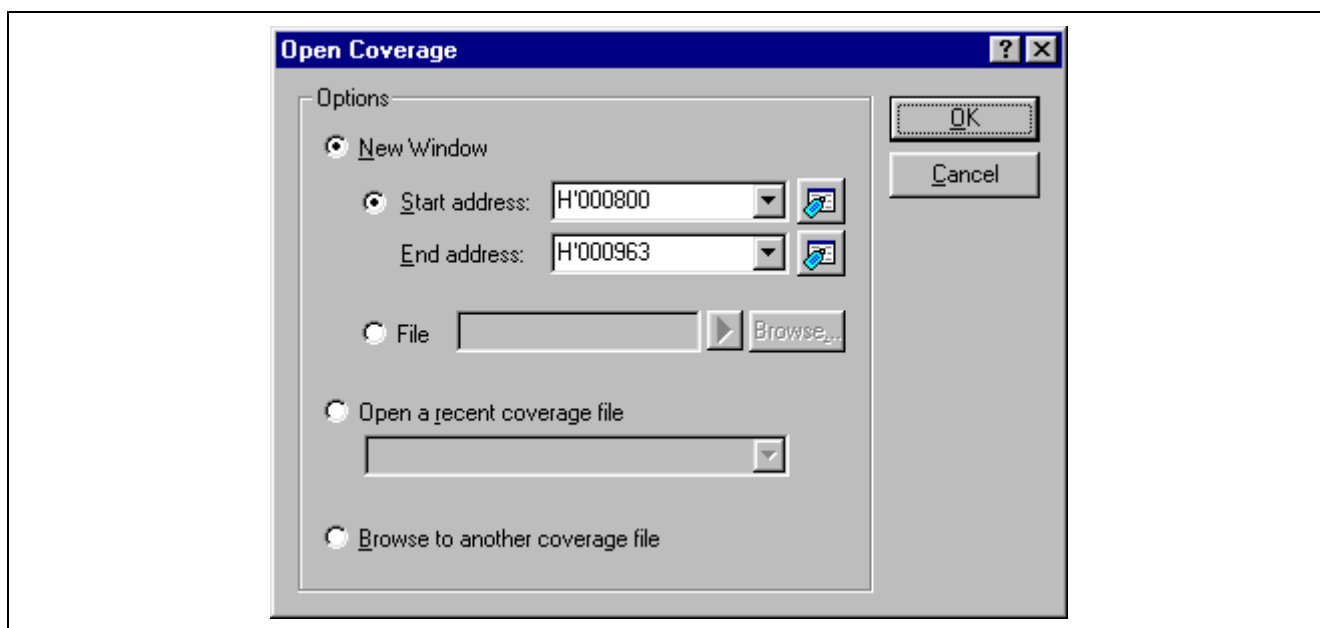 Open Coverage
Options
OK
New Window
Cancel
Start address: H'000800
End address: H'000963
File Browse...
Open a recent coverage file
Browse to another coverage file